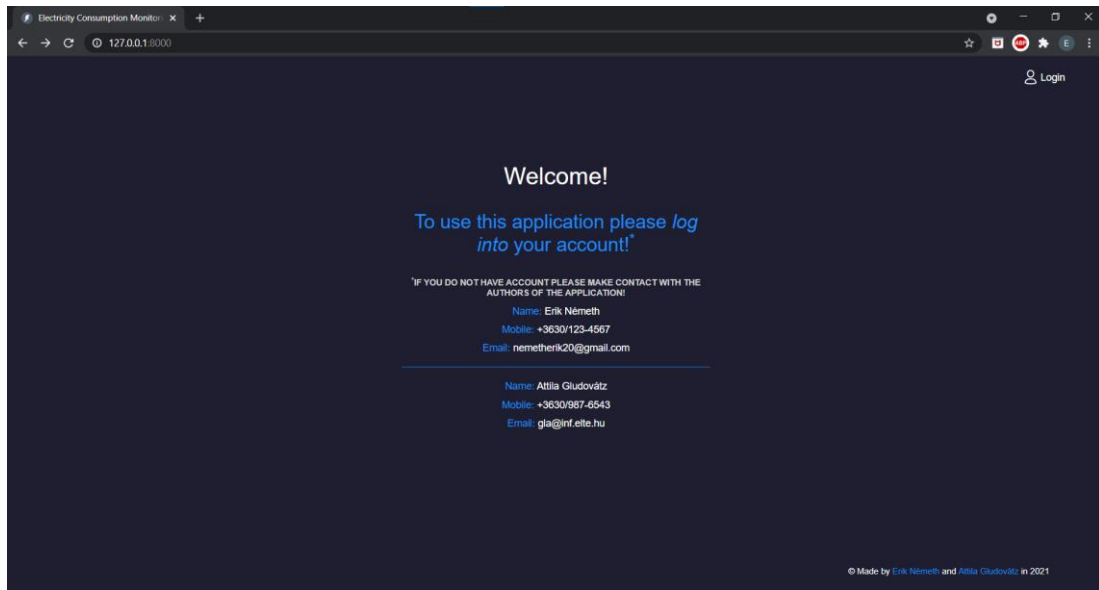 Electricity Consumption Monitor
127.0.0.1:8000
ABP
E
Login
Welcome!
To use this application please log
into your account!*
*IF YOU DO NOT HAVE ACCOUNT PLEASE MAKE CONTACT WITH THE
AUTHORS OF THE APPLICATION!
Name: Erik Németh
Mobile: +3630/123-4567
Email: nemetherik20@gmail.com
Name: Attila Gludovátz
Mobile: +3630/987-6543
Email: gla@inf.elte.hu
© Made by Erik Németh and Attila Gludovátz in 2021